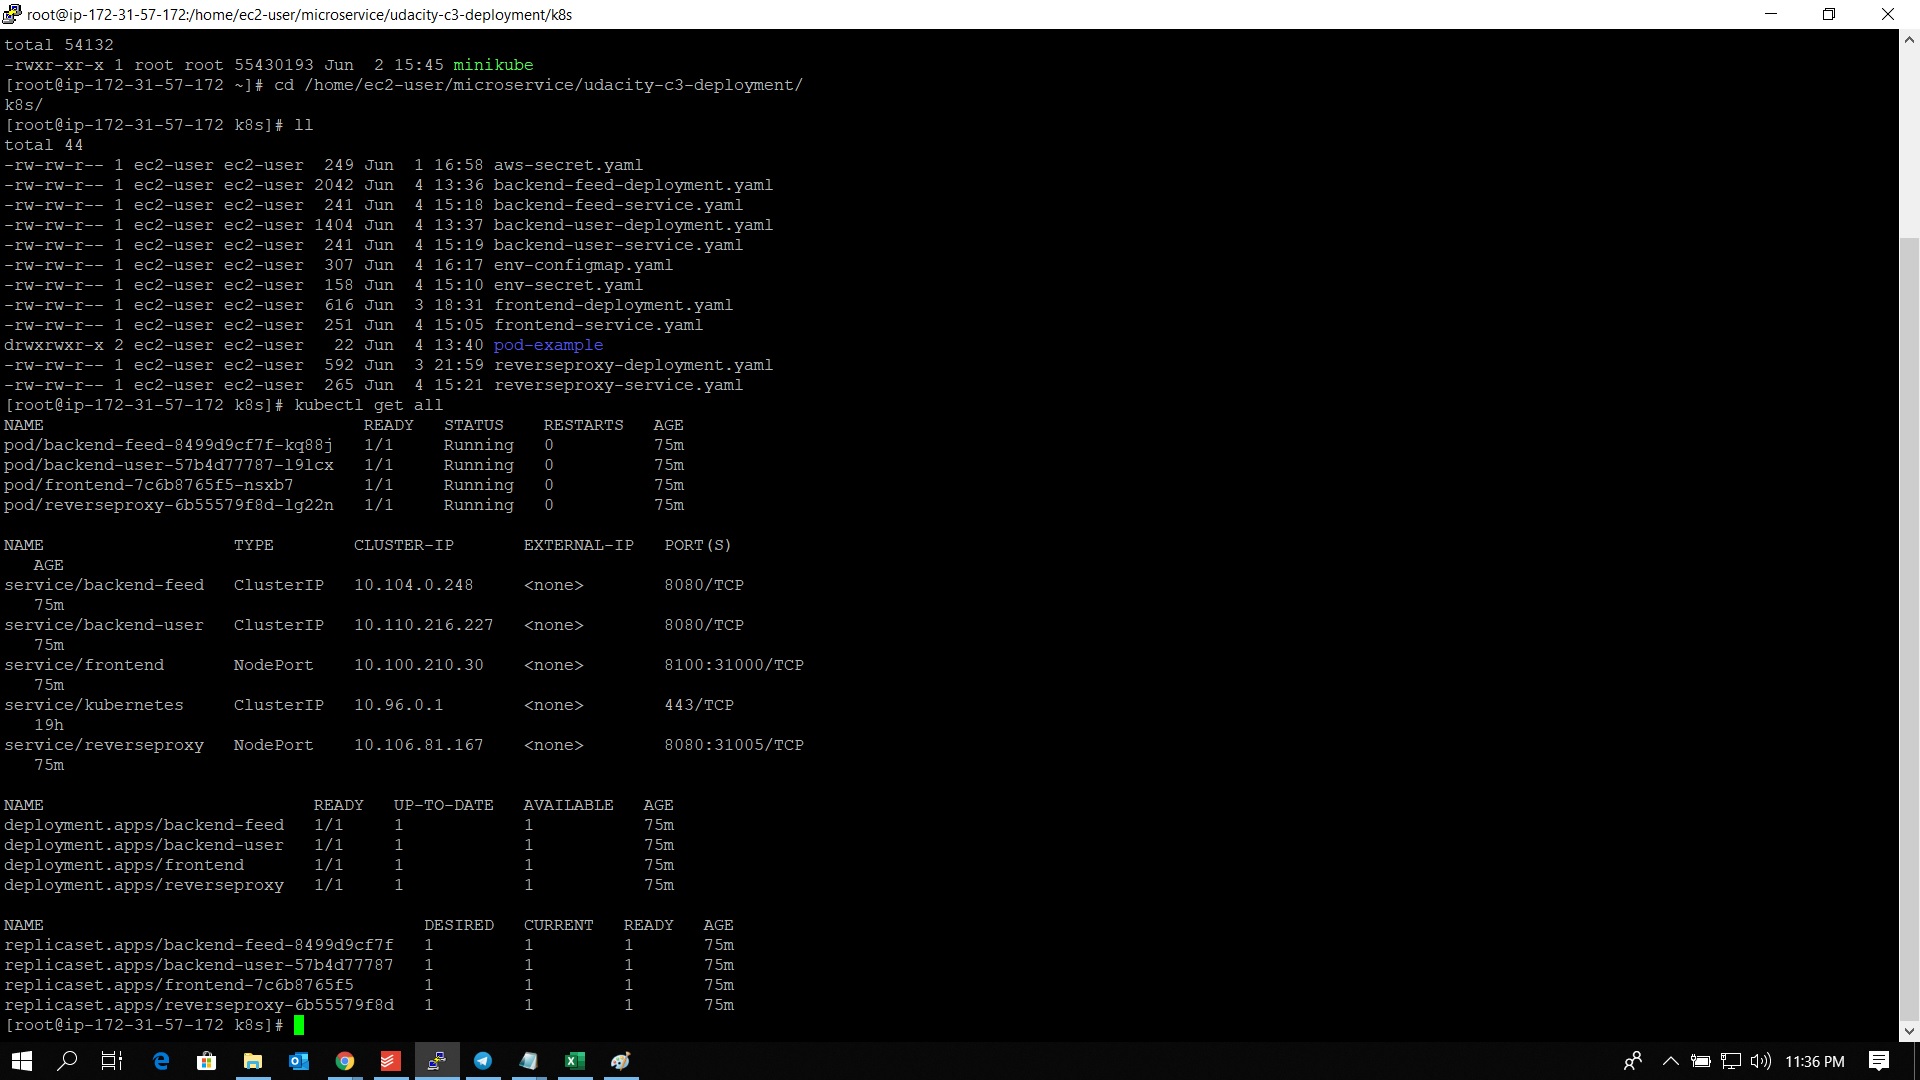 root@ip-172-31-57-172:/home/ec2-user/microservice/udacity-c3-deployment/k8s
total 54132
-rwxr-xr-x 1 root root 55430193 Jun  2 15:45 minikube
[root@ip-172-31-57-172 ~]# cd /home/ec2-user/microservice/udacity-c3-deployment/
k8s/
[root@ip-172-31-57-172 k8s]# ll
total 44
-rw-rw-r-- 1 ec2-user ec2-user  249 Jun  1 16:58 aws-secret.yaml
-rw-rw-r-- 1 ec2-user ec2-user 2042 Jun  4 13:36 backend-feed-deployment.yaml
-rw-rw-r-- 1 ec2-user ec2-user  241 Jun  4 15:18 backend-feed-service.yaml
-rw-rw-r-- 1 ec2-user ec2-user 1404 Jun  4 13:37 backend-user-deployment.yaml
-rw-rw-r-- 1 ec2-user ec2-user  241 Jun  4 15:19 backend-user-service.yaml
-rw-rw-r-- 1 ec2-user ec2-user  307 Jun  4 16:17 env-configmap.yaml
-rw-rw-r-- 1 ec2-user ec2-user  158 Jun  4 15:10 env-secret.yaml
-rw-rw-r-- 1 ec2-user ec2-user  616 Jun  3 18:31 frontend-deployment.yaml
-rw-rw-r-- 1 ec2-user ec2-user  251 Jun  4 15:05 frontend-service.yaml
drwxrwxr-x 2 ec2-user ec2-user   22 Jun  4 13:40 pod-example
-rw-rw-r-- 1 ec2-user ec2-user  592 Jun  3 21:59 reverseproxy-deployment.yaml
-rw-rw-r-- 1 ec2-user ec2-user  265 Jun  4 15:21 reverseproxy-service.yaml
[root@ip-172-31-57-172 k8s]# kubectl get all
NAME                                READY   STATUS    RESTARTS   AGE
pod/backend-feed-8499d9cf7f-kq88j   1/1     Running   0          75m
pod/backend-user-57b4d77787-l9lcx   1/1     Running   0          75m
pod/frontend-7c6b8765f5-nsxb7       1/1     Running   0          75m
pod/reverseproxy-6b55579f8d-lg22n   1/1     Running   0          75m
NAME                   TYPE        CLUSTER-IP       EXTERNAL-IP   PORT(S)
   AGE
service/backend-feed   ClusterIP   10.104.0.248     <none>        8080/TCP
   75m
service/backend-user   ClusterIP   10.110.216.227   <none>        8080/TCP
   75m
service/frontend       NodePort    10.100.210.30    <none>        8100:31000/TCP
   75m
service/kubernetes     ClusterIP   10.96.0.1        <none>        443/TCP
   19h
service/reverseproxy   NodePort    10.106.81.167    <none>        8080:31005/TCP
   75m
NAME                           READY   UP-TO-DATE   AVAILABLE   AGE
deployment.apps/backend-feed   1/1     1            1           75m
deployment.apps/backend-user   1/1     1            1           75m
deployment.apps/frontend       1/1     1            1           75m
deployment.apps/reverseproxy   1/1     1            1           75m
NAME                                      DESIRED   CURRENT   READY   AGE
replicaset.apps/backend-feed-8499d9cf7f   1         1         1       75m
replicaset.apps/backend-user-57b4d77787   1         1         1       75m
replicaset.apps/frontend-7c6b8765f5       1         1         1       75m
replicaset.apps/reverseproxy-6b55579f8d   1         1         1       75m
[root@ip-172-31-57-172 k8s]#
11:36 PM